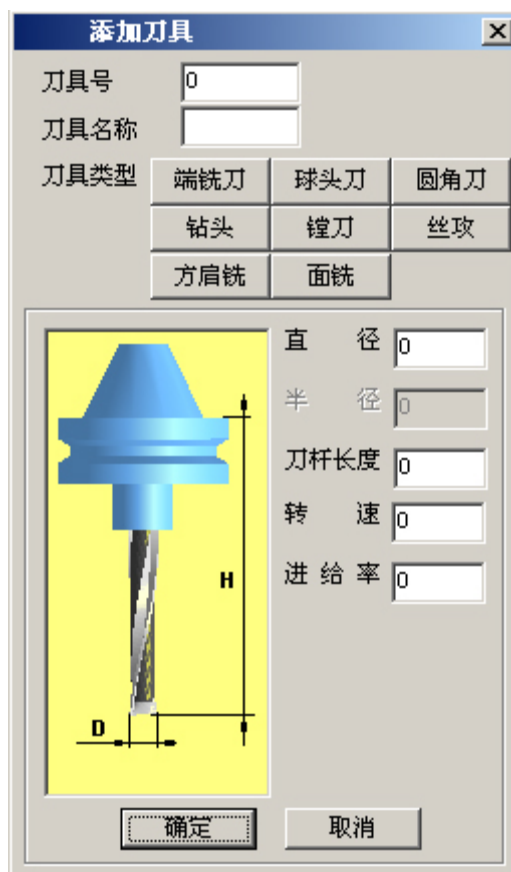 添加刀具
刀具号 0
刀具名称
刀具类型 端铣刀 球头刀 圆角刀
钻头 镗刀 丝攻
方肩铣 面铣
直 径 0
半 径 0
刀杆长度 0
转 速 0
H 进 给 率 0
D
确定 取消